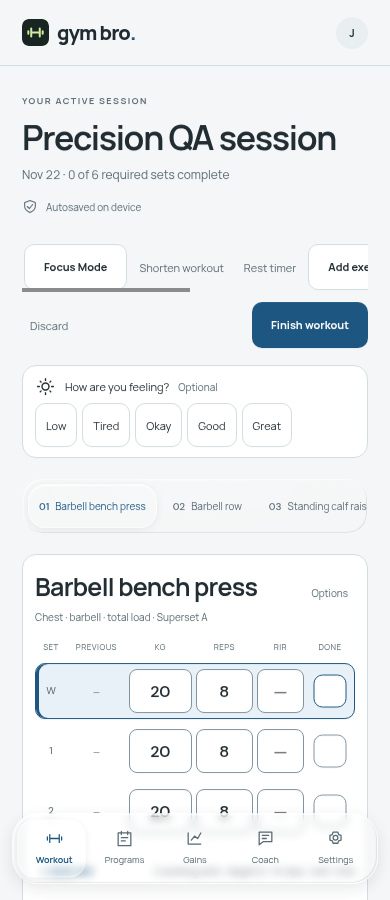 gym bro.
J
YOUR ACTIVE SESSION
Precision QA session
Nov 22 · 0 of 6 required sets complete
Autosaved on device
Focus Mode Shorten workout Rest timer Add exe
Discard Finish workout
How are you feeling? Optional
Low Tired Okay Good Great
01 Barbell bench press 02 Barbell row 03 Standing calf rais
Barbell bench press Options
Chest · barbell · total load · Superset A
SET PREVIOUS KG REPS RIR DONE
W – 20 8 —
1 – 20 8 —
2 – 20 8 —
Workout Programs Gains Coach Settings